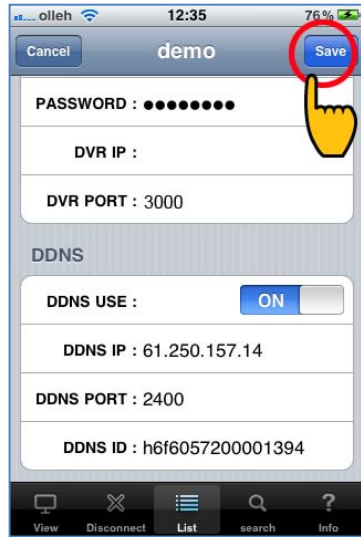 olleh 12:35 76%
Cancel demo Save
PASSWORD : ●●●●●●●●
DVR IP :
DVR PORT : 3000
DDNS
DDNS USE : ON
DDNS IP : 61.250.157.14
DDNS PORT : 2400
DDNS ID : h6f6057200001394
View Disconnect List search Info